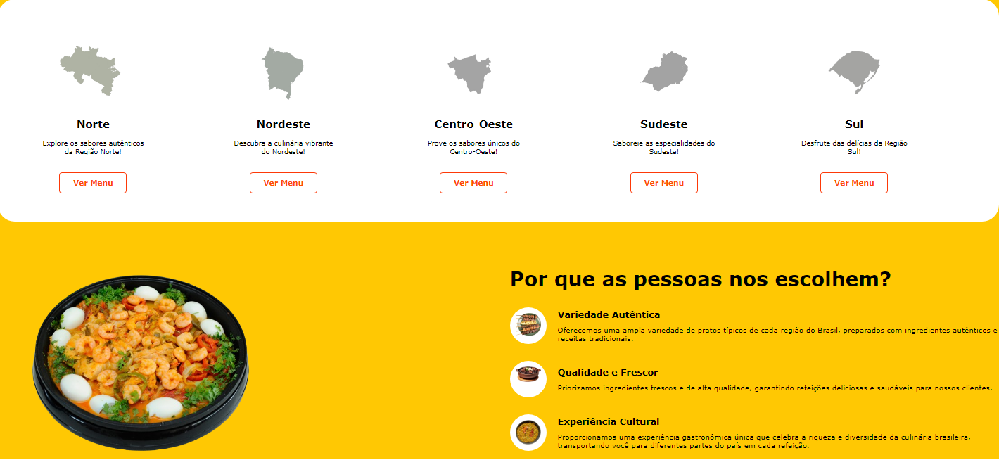 Norte
Explore os sabores autênticos
da Região Norte!
Ver Menu
Nordeste
Descubra a culinária vibrante
do Nordeste!
Ver Menu
Centro-Oeste
Prove os sabores únicos do
Centro-Oeste!
Ver Menu
Sudeste
Saboreie as especialidades do
Sudeste!
Ver Menu
Sul
Desfrute das delícias da Região
Sul!
Ver Menu
Por que as pessoas nos escolhem?
Variedade Autêntica
Oferecemos uma ampla variedade de pratos típicos de cada região do Brasil, preparados com ingredientes autênticos e
receitas tradicionais.
Qualidade e Frescor
Priorizamos ingredientes frescos e de alta qualidade, garantindo refeições deliciosas e saudáveis para nossos clientes.
Experiência Cultural
Proporcionamos uma experiência gastronômica única que celebra a riqueza e diversidade da culinária brasileira,
transportando você para diferentes partes do país em cada refeição.